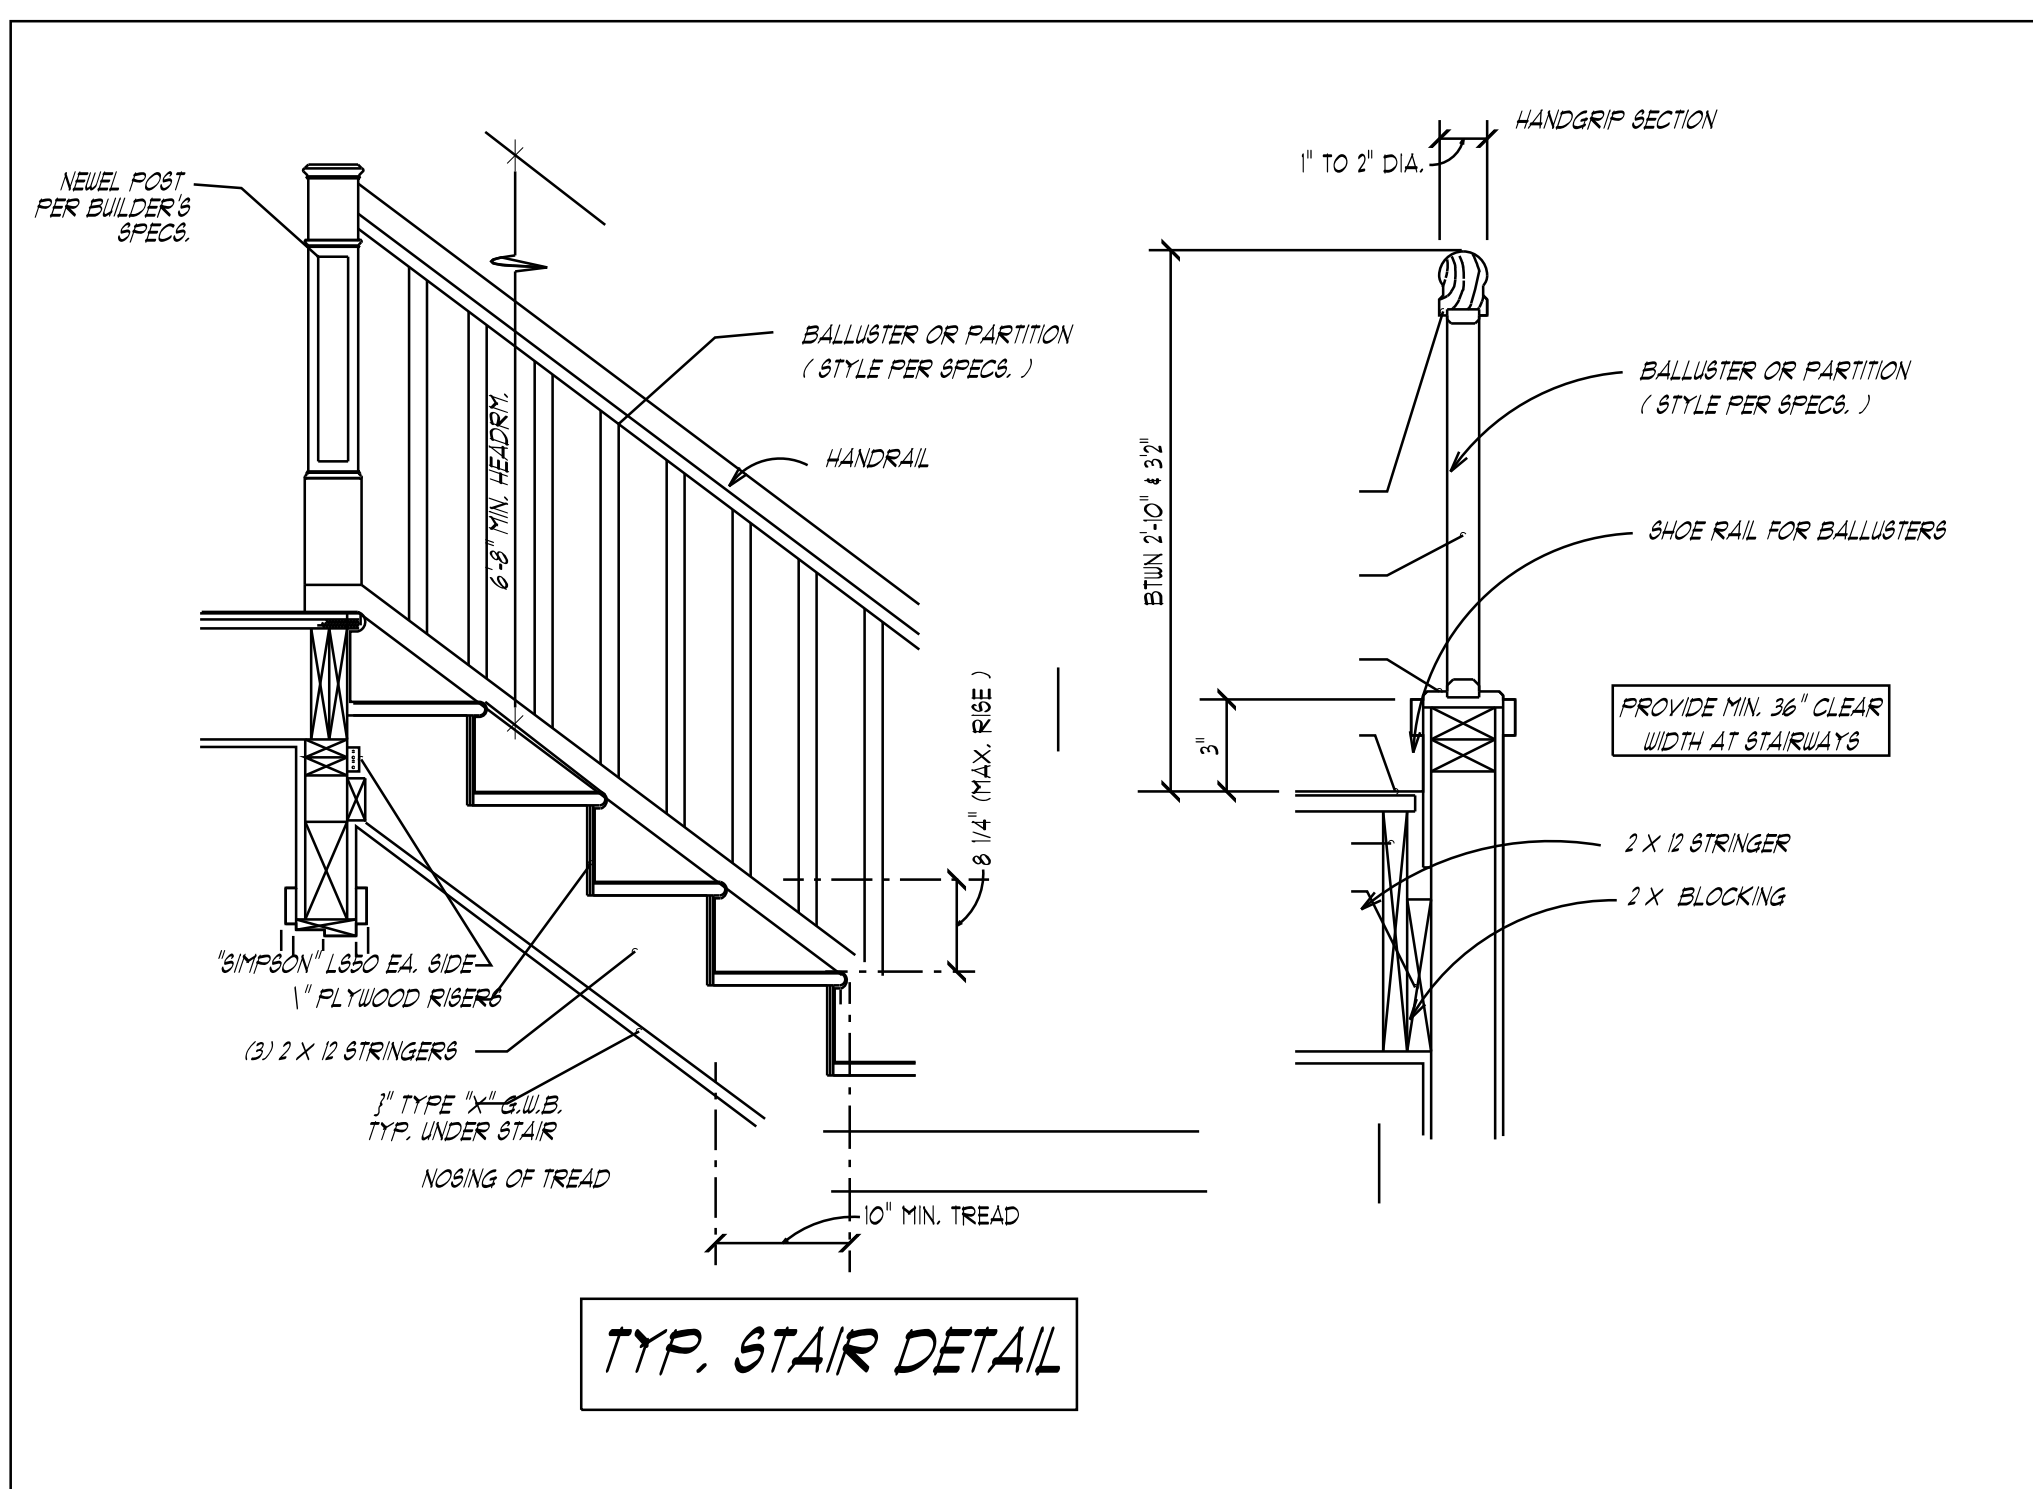 NEWEL POST
PER BUILDER'S
SPECS.
6'-8" MIN. HEADRM.
BALLUSTER OR PARTITION
( STYLE PER SPECS. )
HANDRAIL
8 1/4" (MAX. RISE )
"SIMPSON" LS50 EA. SIDE
\" PLYWOOD RISERS
(3) 2 X 12 STRINGERS
}" TYPE "X" G.W.B.
TYP. UNDER STAIR
NOSING OF TREAD
10" MIN. TREAD
HANDGRIP SECTION
1" TO 2" DIA.
BTWN 2'-10" & 3'2"
3"
BALLUSTER OR PARTITION
( STYLE PER SPECS. )
SHOE RAIL FOR BALLUSTERS
PROVIDE MIN. 36" CLEAR
WIDTH AT STAIRWAYS
2 X 12 STRINGER
2 X BLOCKING
TYP. STAIR DETAIL